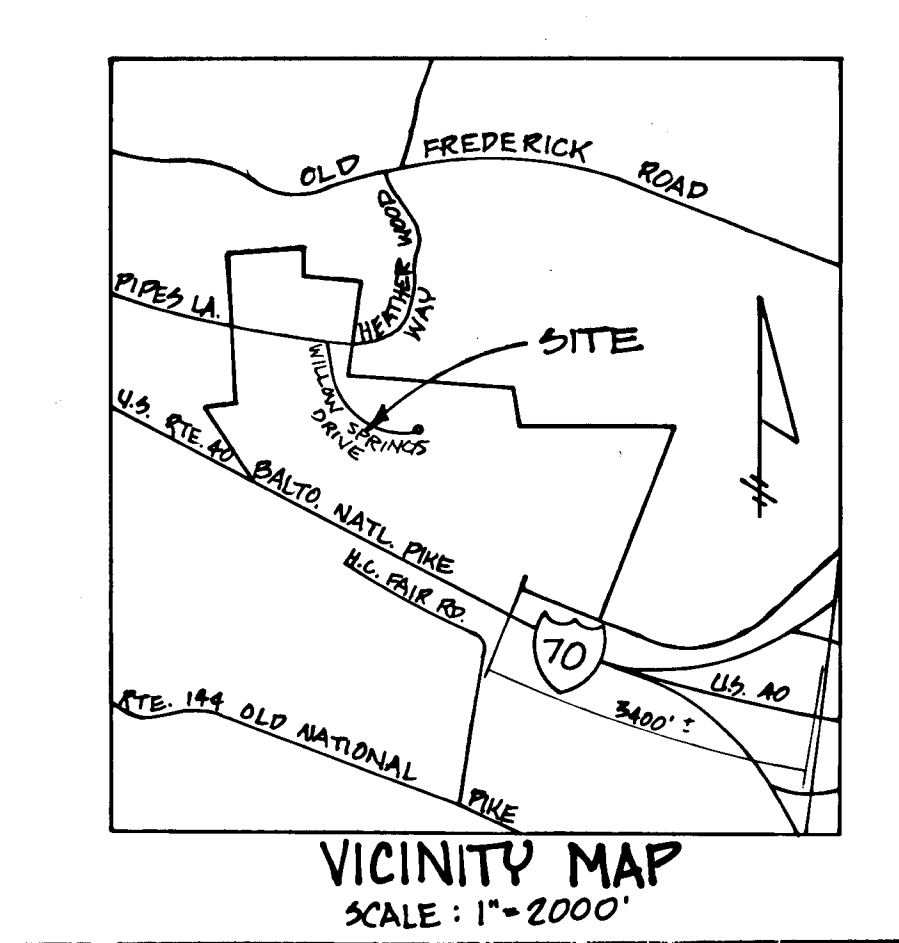 OLD FREDERICK ROAD
HEATHER WOOD WAY
PIPES LA.
SITE
WILLOW SPRINGS DRIVE
U.S. RTE. 40
BALTO. NATL. PIKE
H.C. FAIR RD.
70
U.S. 40
3400' ±
RTE. 144 OLD NATIONAL PIKE
VICINITY MAP
SCALE : 1"=2000'